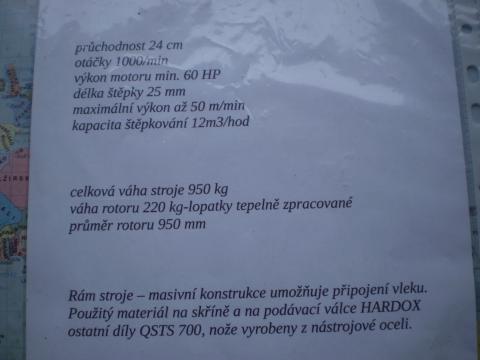 průchodnost 24 cm
otáčky 1000/min
výkon motoru min. 60 HP
délka štěpky 25 mm
maximální výkon až 50 m/min
kapacita štěpkování 12m3/hod
celková váha stroje 950 kg
váha rotoru 220 kg-lopatky tepelně zpracované
průměr rotoru 950 mm
Rám stroje – masivní konstrukce umožňuje připojení vleku.
Použitý materiál na skříně a na podávací válce HARDOX
ostatní díly QSTS 700, nože vyrobeny z nástrojové oceli.